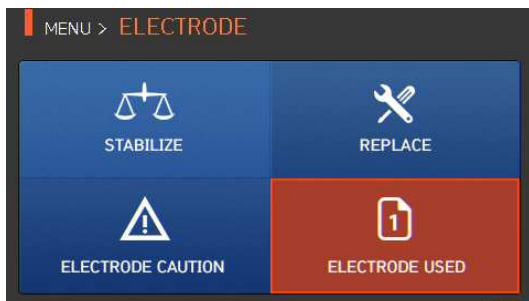 MENU > ELECTRODE
STABILIZE
REPLACE
ELECTRODE CAUTION
1
ELECTRODE USED